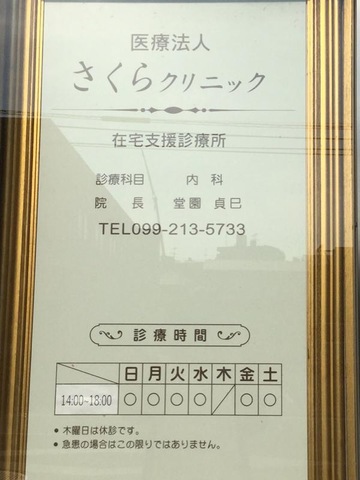 医療法人
さくらクリニック
在宅支援診療所
診療科目 内科
院長 堂園 貞巳
TEL099-213-5733
診療時間
日 月 火 水 木 金 土
14:00~18:00 ○ ○ ○ ○ ／ ○ ○
• 木曜日は休診です。
• 急患の場合はこの限りではありません。